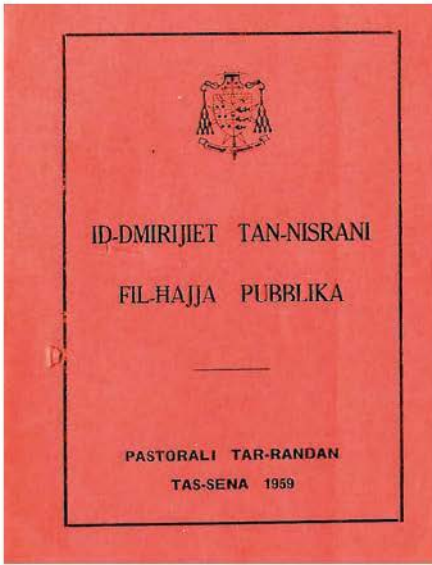 ID-DMIRIJIET TAN-NISRANI
FIL-ĦAJJA PUBBLIKA
PASTORALI TAR-RANDAN
TAS-SENA 1959